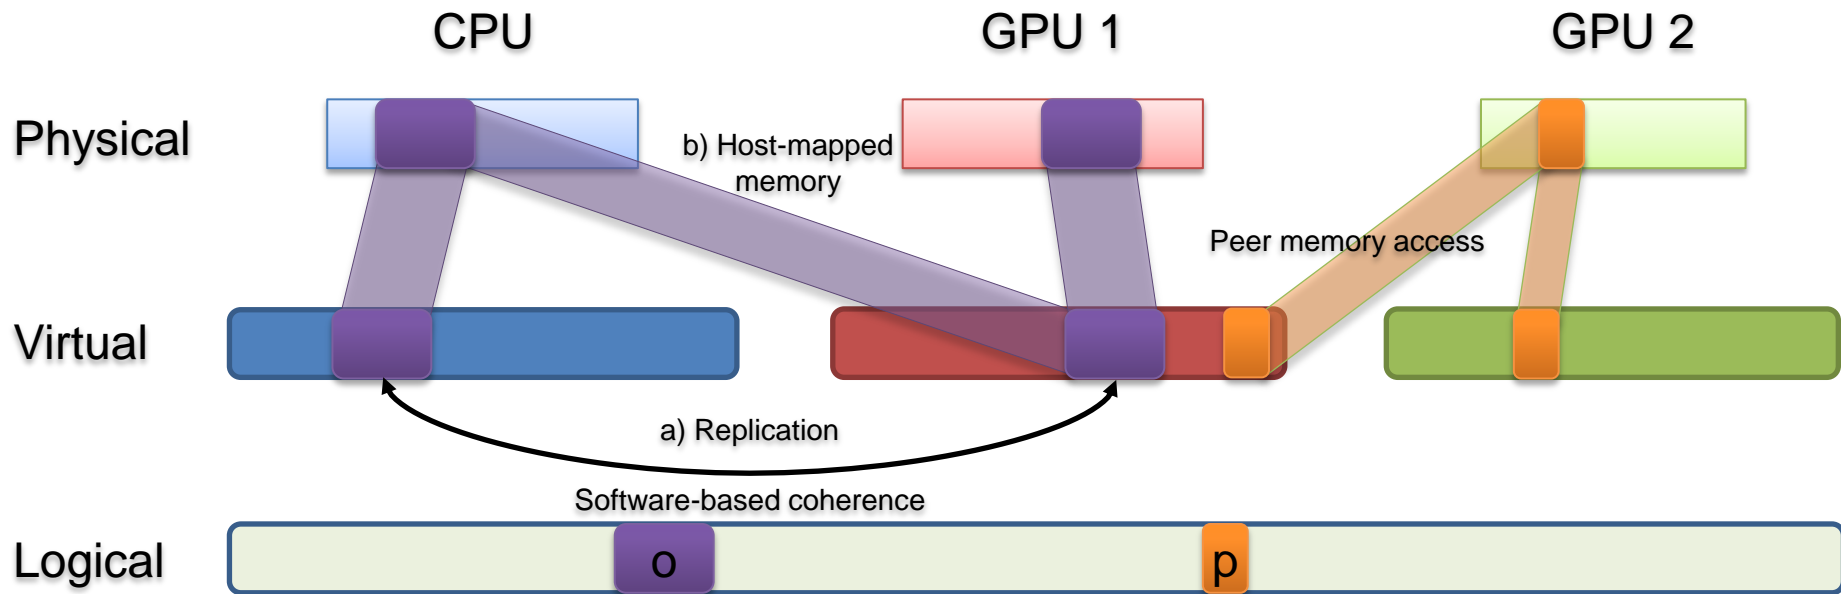 CPU
GPU 1
GPU 2
Physical
b) Host-mapped
memory
Peer memory access
Virtual
a) Replication
Software-based coherence
Logical
o
p